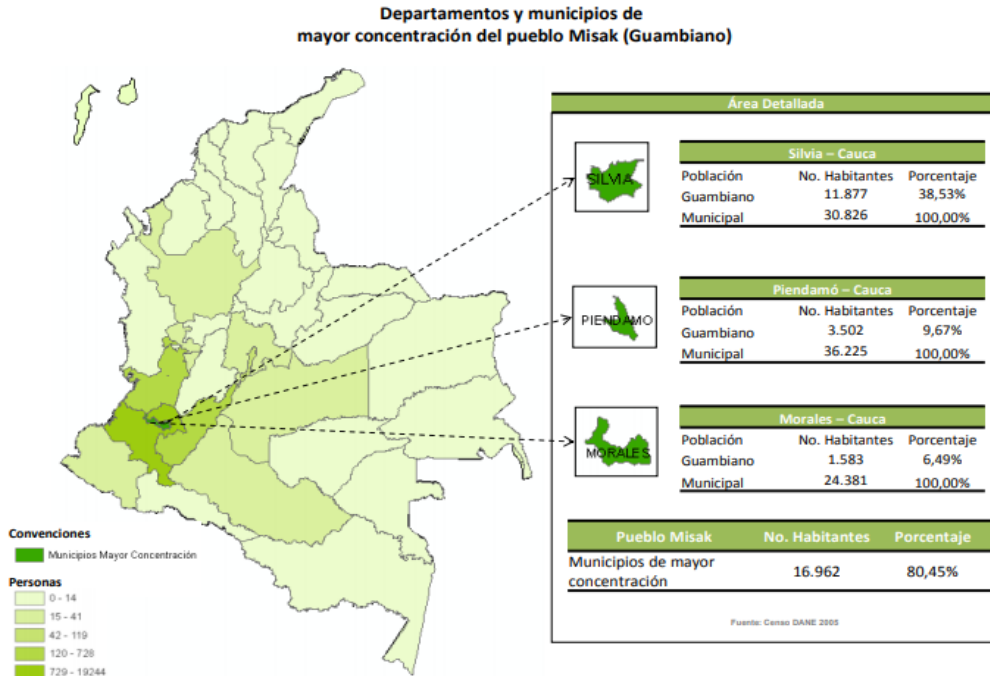 Departamentos y municipios de
mayor concentración del pueblo Misak (Guambiano)
Área Detallada
SILVIA
Silvia – Cauca
Población No. Habitantes Porcentaje
Guambiano 11.877 38,53%
Municipal 30.826 100,00%
PIENDAMO
Piendamó – Cauca
Población No. Habitantes Porcentaje
Guambiano 3.502 9,67%
Municipal 36.225 100,00%
MORALES
Morales – Cauca
Población No. Habitantes Porcentaje
Guambiano 1.583 6,49%
Municipal 24.381 100,00%
Pueblo Misak No. Habitantes Porcentaje
Municipios de mayor
concentración 16.962 80,45%
Fuente: Censo DANE 2005
Convenciones
Municipios Mayor Concentración
Personas
0 - 14
15 - 41
42 - 119
120 - 728
729 - 19244